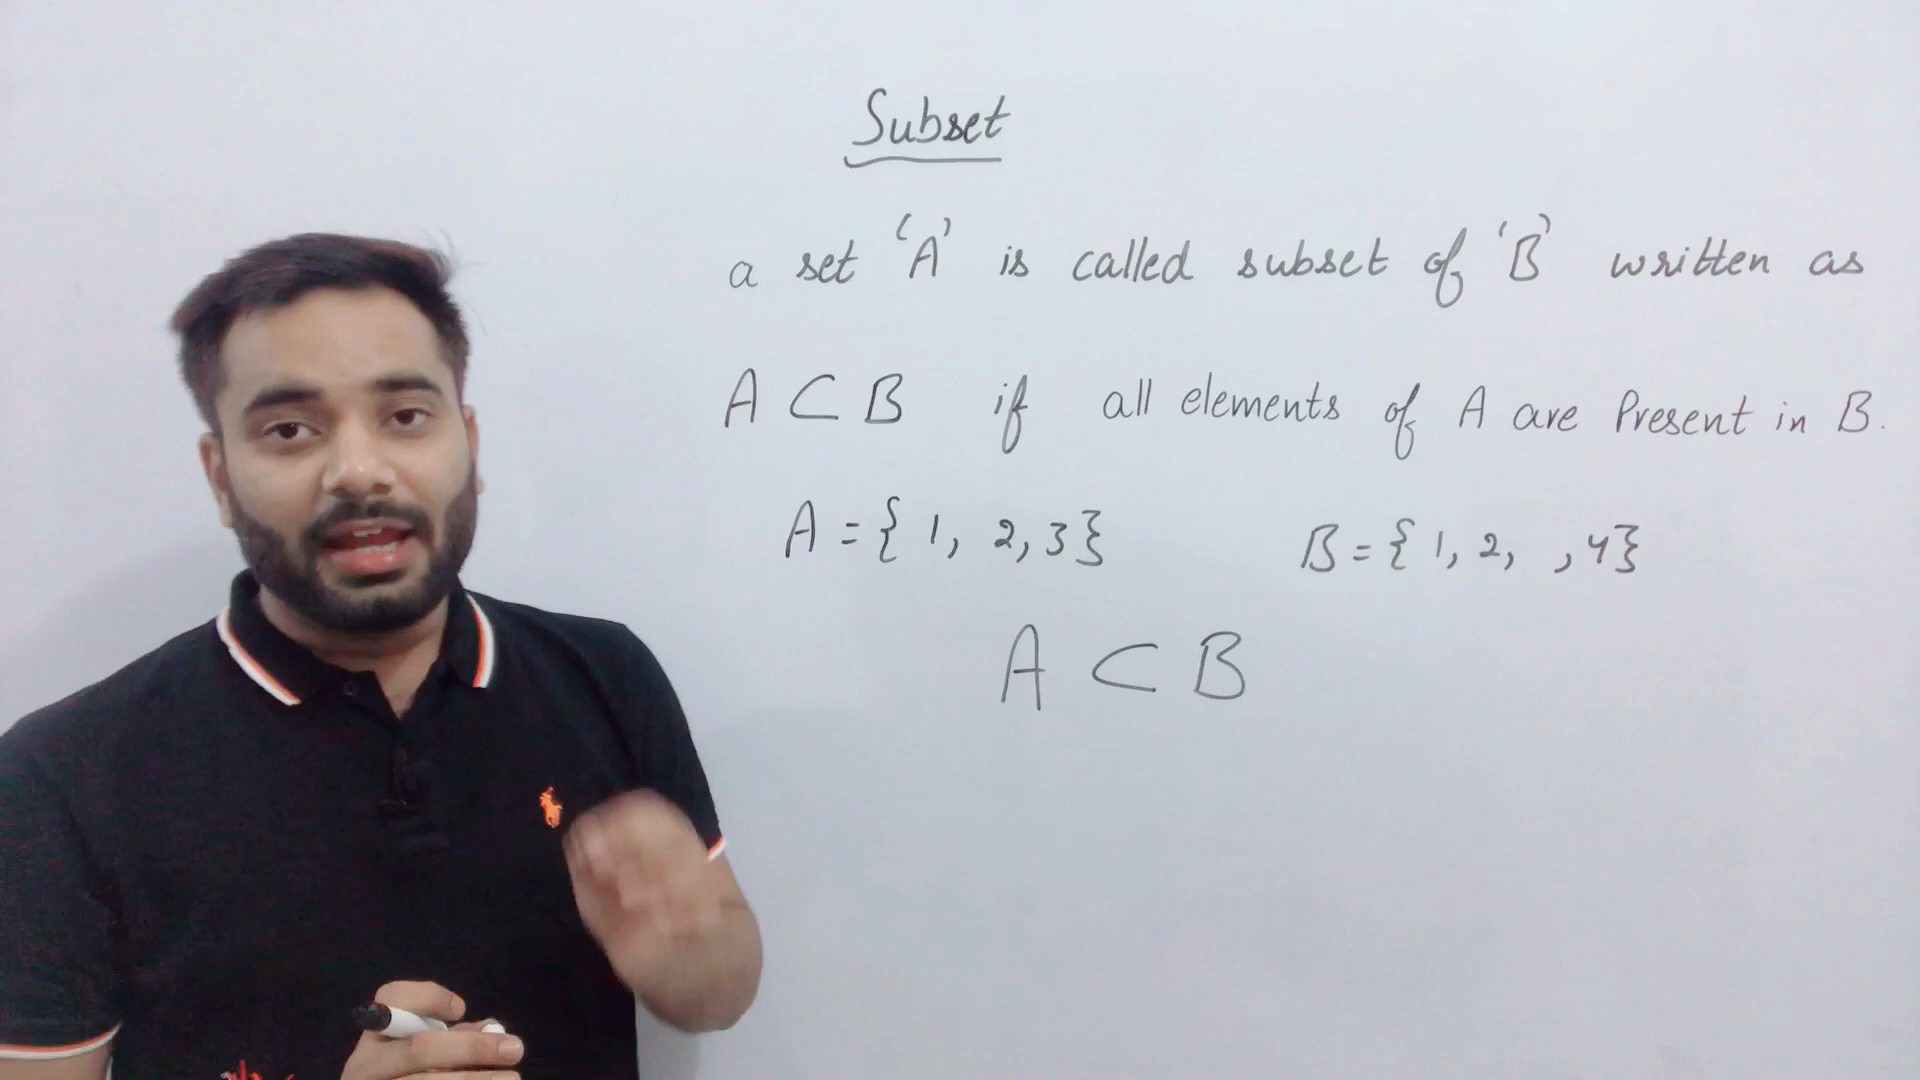 Subset
a set 'A' is called subset of 'B' written as
A ⊂ B if all elements of A are Present in B.
A = { 1, 2, 3 } B = { 1, 2, , 4 }
A ⊂ B